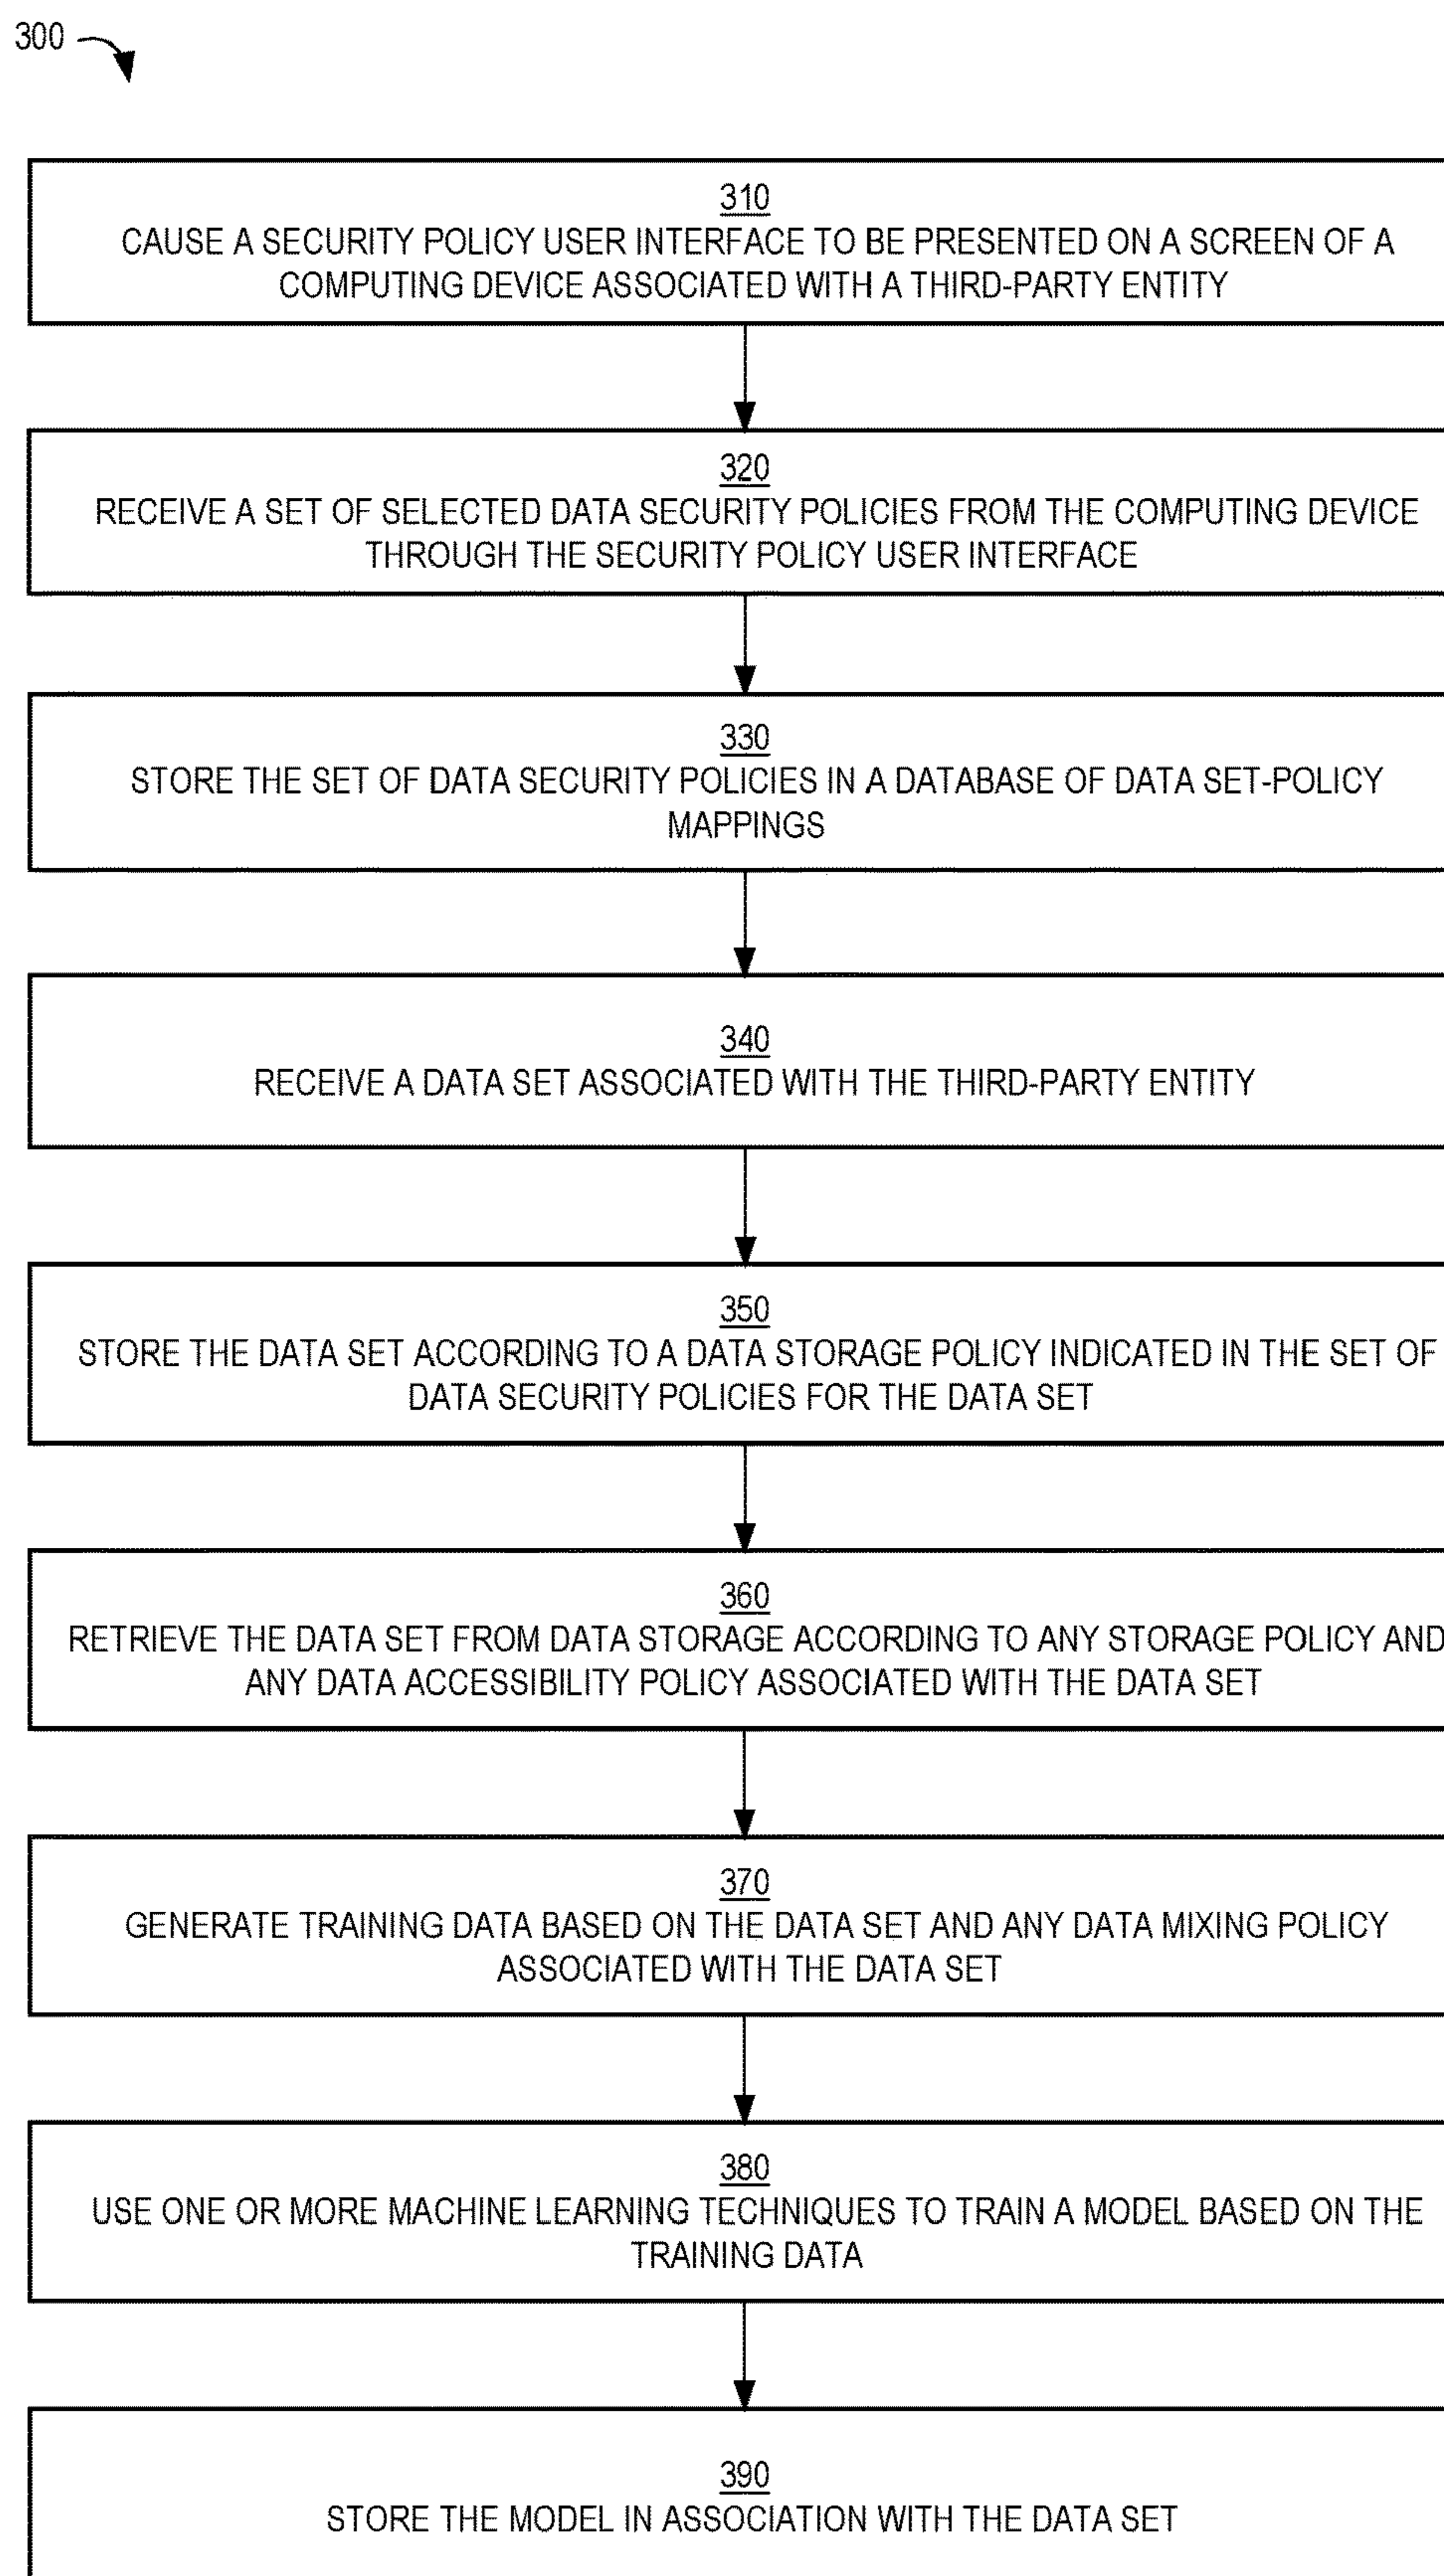 300
310
CAUSE A SECURITY POLICY USER INTERFACE TO BE PRESENTED ON A SCREEN OF A
COMPUTING DEVICE ASSOCIATED WITH A THIRD-PARTY ENTITY
320
RECEIVE A SET OF SELECTED DATA SECURITY POLICIES FROM THE COMPUTING DEVICE
THROUGH THE SECURITY POLICY USER INTERFACE
330
STORE THE SET OF DATA SECURITY POLICIES IN A DATABASE OF DATA SET-POLICY
MAPPINGS
340
RECEIVE A DATA SET ASSOCIATED WITH THE THIRD-PARTY ENTITY
350
STORE THE DATA SET ACCORDING TO A DATA STORAGE POLICY INDICATED IN THE SET OF
DATA SECURITY POLICIES FOR THE DATA SET
360
RETRIEVE THE DATA SET FROM DATA STORAGE ACCORDING TO ANY STORAGE POLICY AND
ANY DATA ACCESSIBILITY POLICY ASSOCIATED WITH THE DATA SET
370
GENERATE TRAINING DATA BASED ON THE DATA SET AND ANY DATA MIXING POLICY
ASSOCIATED WITH THE DATA SET
380
USE ONE OR MORE MACHINE LEARNING TECHNIQUES TO TRAIN A MODEL BASED ON THE
TRAINING DATA
390
STORE THE MODEL IN ASSOCIATION WITH THE DATA SET